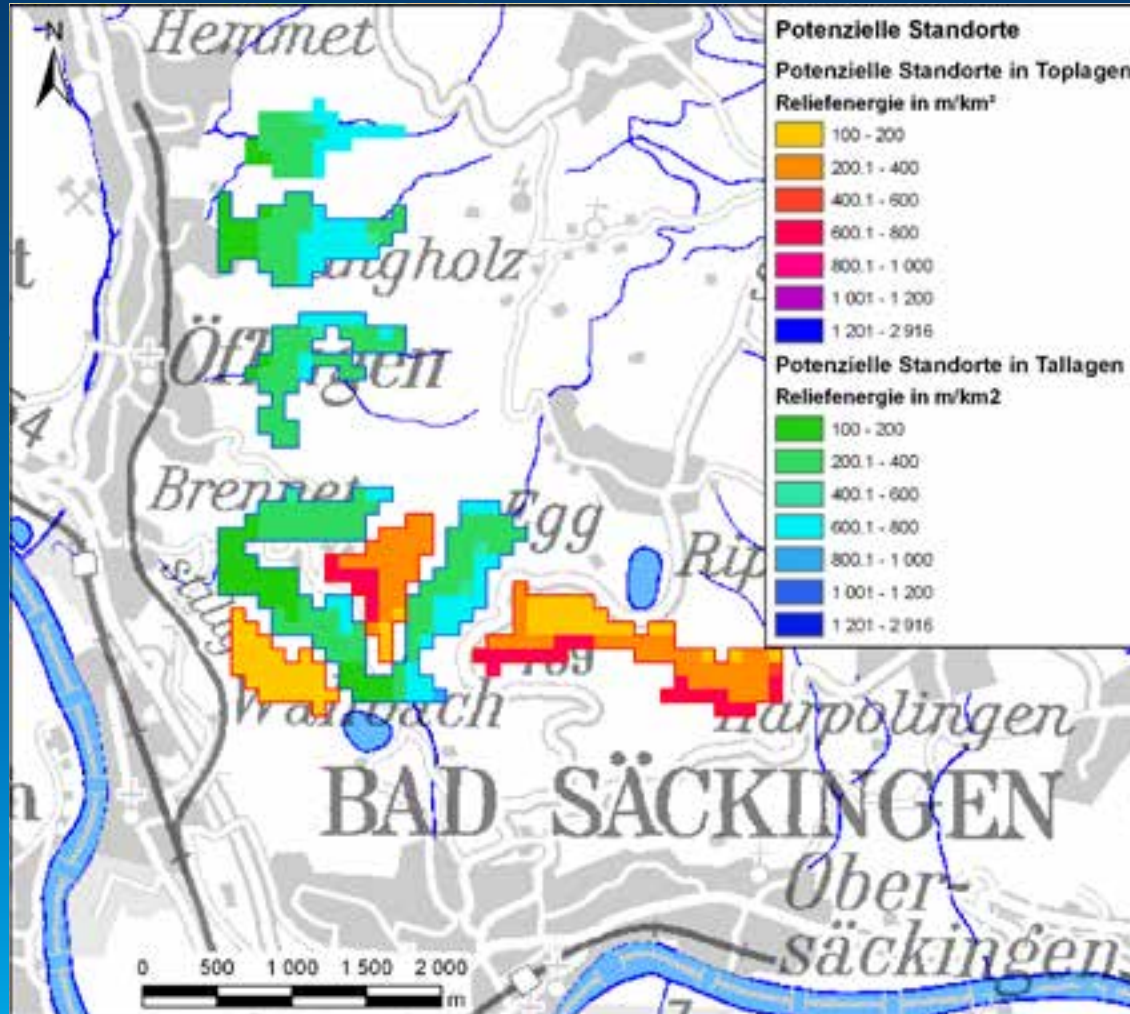 N
Hemmet
Öflingen
Brennet
Egg
Rip
Wallbach
Harpolingen
BAD SÄCKINGEN
Ober-
säckingen
0 500 1 000 1 500 2 000
m
Potenzielle Standorte
Potenzielle Standorte in Toplagen
Reliefenergie in m/km²
100 - 200
200.1 - 400
400.1 - 600
600.1 - 800
800.1 - 1 000
1 001 - 1 200
1 201 - 2 916
Potenzielle Standorte in Tallagen
Reliefenergie in m/km2
100 - 200
200.1 - 400
400.1 - 600
600.1 - 800
800.1 - 1 000
1 001 - 1 200
1 201 - 2 916